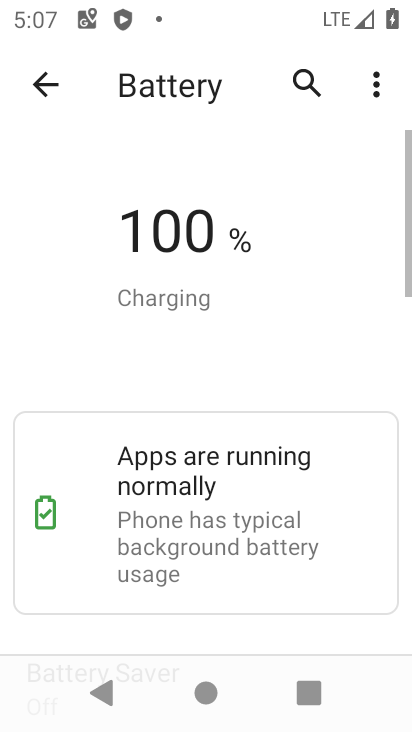 5:07 LTE
Battery
100 %
Charging
Apps are running
normally
Phone has typical
background battery
usage
Battery Saver
Off